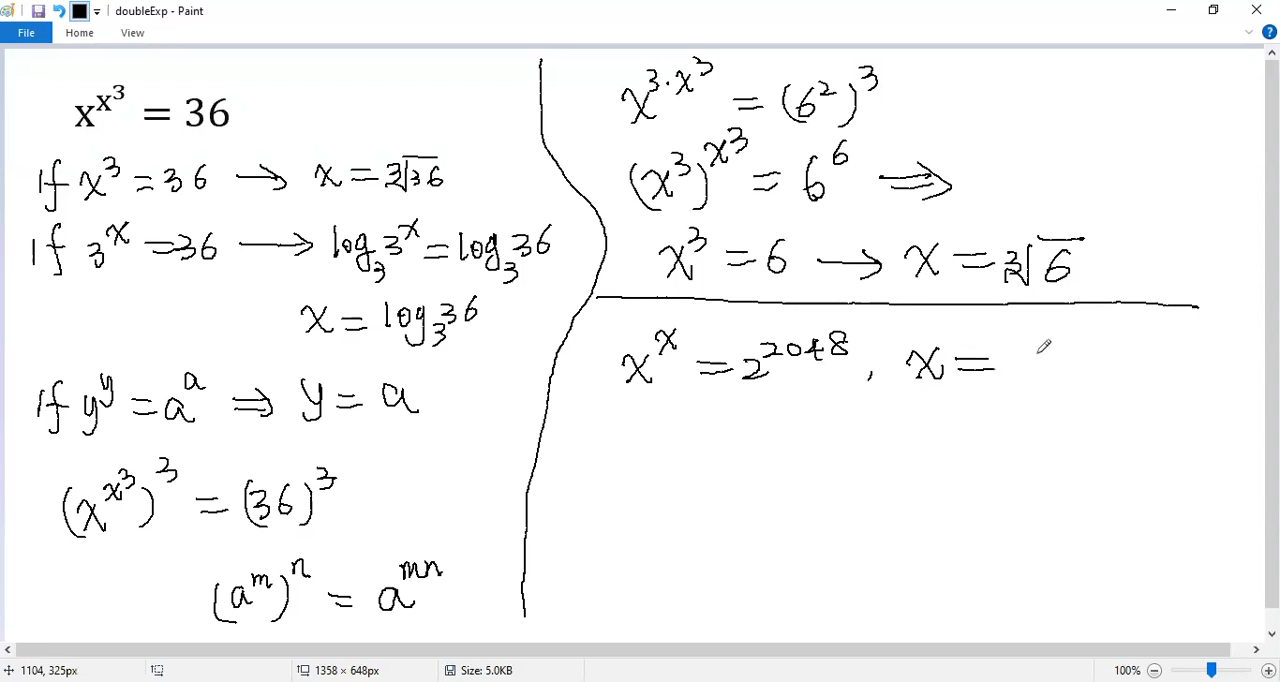 doubleExp - Paint
File Home View
x^{x^3} = 36
If x^3 = 36 → x = ∛36
If 3^x = 36 → log_3 3^x = log_3 36
x = log_3 36
If y^y = a^a ⇒ y = a
(x^{x^3})^3 = (36)^3
(a^m)^n = a^{mn}
x^{3·x^3} = (6^2)^3
(x^3)^{x^3} = 6^6 ⇒
x^3 = 6 → x = ∛6
x^x = 2^{2048}, x =
1104, 325px 1358 × 648px Size: 5.0KB 100%